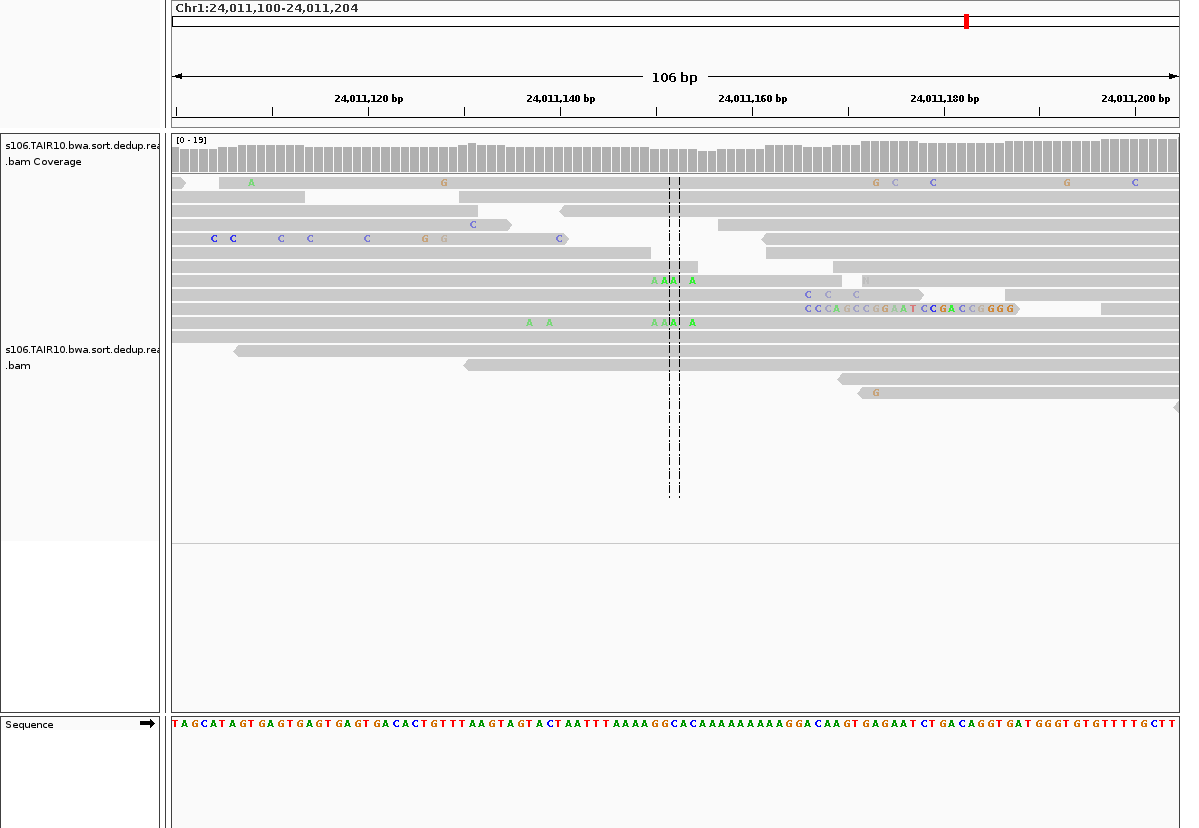 Chr1:24,011,100-24,011,204
106 bp
24,011,120 bp 24,011,140 bp 24,011,160 bp 24,011,180 bp 24,011,200 bp
s106.TAIR10.bwa.sort.dedup.rea
.bam Coverage
[0 - 19]
A G G C C G C
C
C C C C C G G C
A A A A
C C C
C C C A G C C G G A A T C C G A C C G G G G
A A A A A A
s106.TAIR10.bwa.sort.dedup.rea
.bam
G
Sequence
T A G C A T A G T G A G T G A G T G A G T G A C A C T G T T T A A G T A G T A C T A A T T T A A A A G G C A C A A A A A A A A A G G A C A A G T G A G A A T C T G A C A G G T G A T G G G T G T G T T T T G C T T